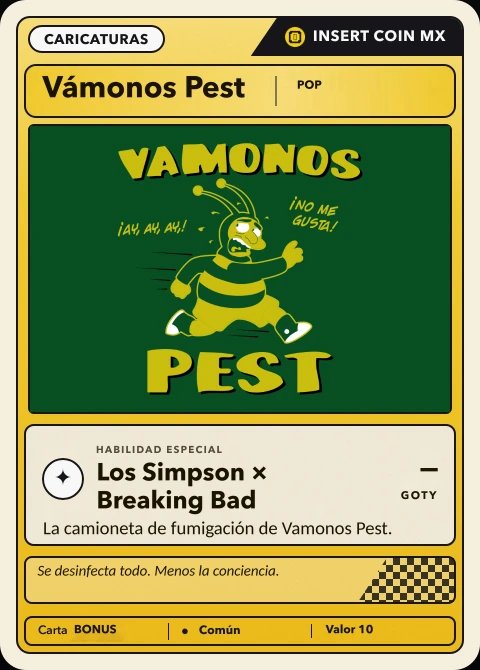 CARICATURAS
INSERT COIN MX
Vámonos Pest
POP
VAMONOS
¡AY, AY, AY,!
¡NO ME
GUSTA!
PEST
HABILIDAD ESPECIAL
Los Simpson ×
Breaking Bad
—
GOTY
La camioneta de fumigación de Vamonos Pest.
Se desinfecta todo. Menos la conciencia.
Carta BONUS
● Común
Valor 10